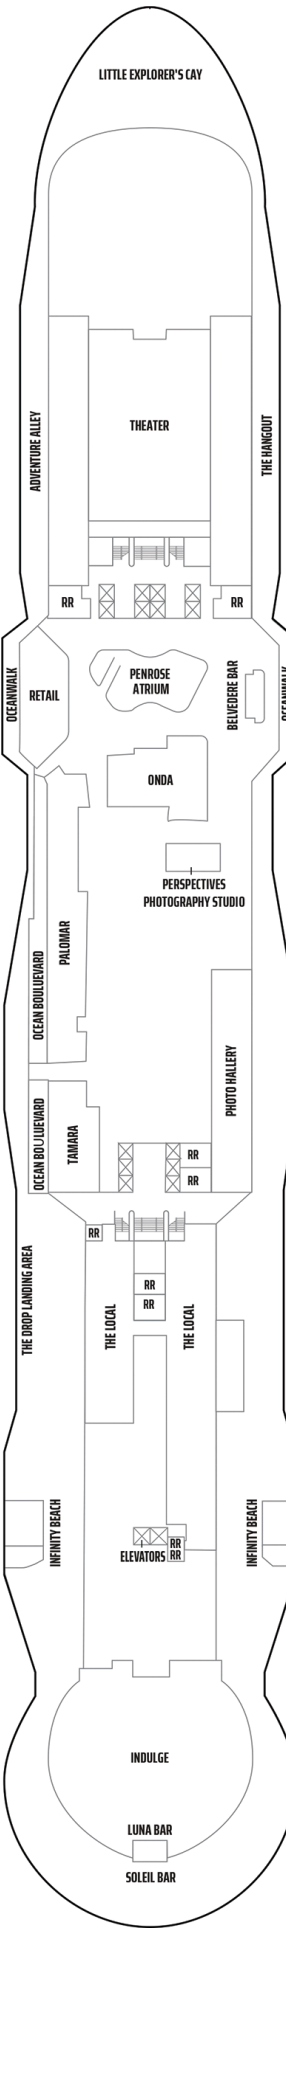 LITTLE EXPLORER'S CAY
THEATER
ADVENTURE ALLEY
THE HANGOUT
RR
RR
OCEANWALK
RETAIL
PENROSE
ATRIUM
BELVEDERE BAR
OCEANWALK
ONDA
PERSPECTIVES
PHOTOGRAPHY STUDIO
OCEAN BOULUEVARD
PALOMAR
PHOTO HALLERY
OCEAN BOULUEVARD
TAMARA
RR
RR
RR
THE DROP LANDING AREA
RR
RR
THE LOCAL
THE LOCAL
INFINITY BEACH
INFINITY BEACH
ELEVATORS
RR
RR
INDULGE
LUNA BAR
SOLEIL BAR